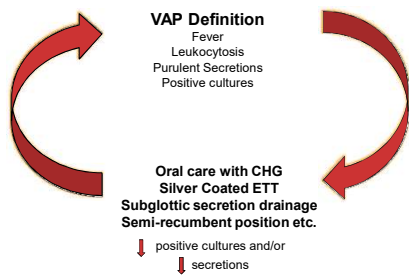 VAP Definition
Fever
Leukocytosis
Purulent Secretions
Positive cultures
Oral care with CHG
Silver Coated ETT
Subglottic secretion drainage
Semi-recumbent position etc.
positive cultures and/or
secretions